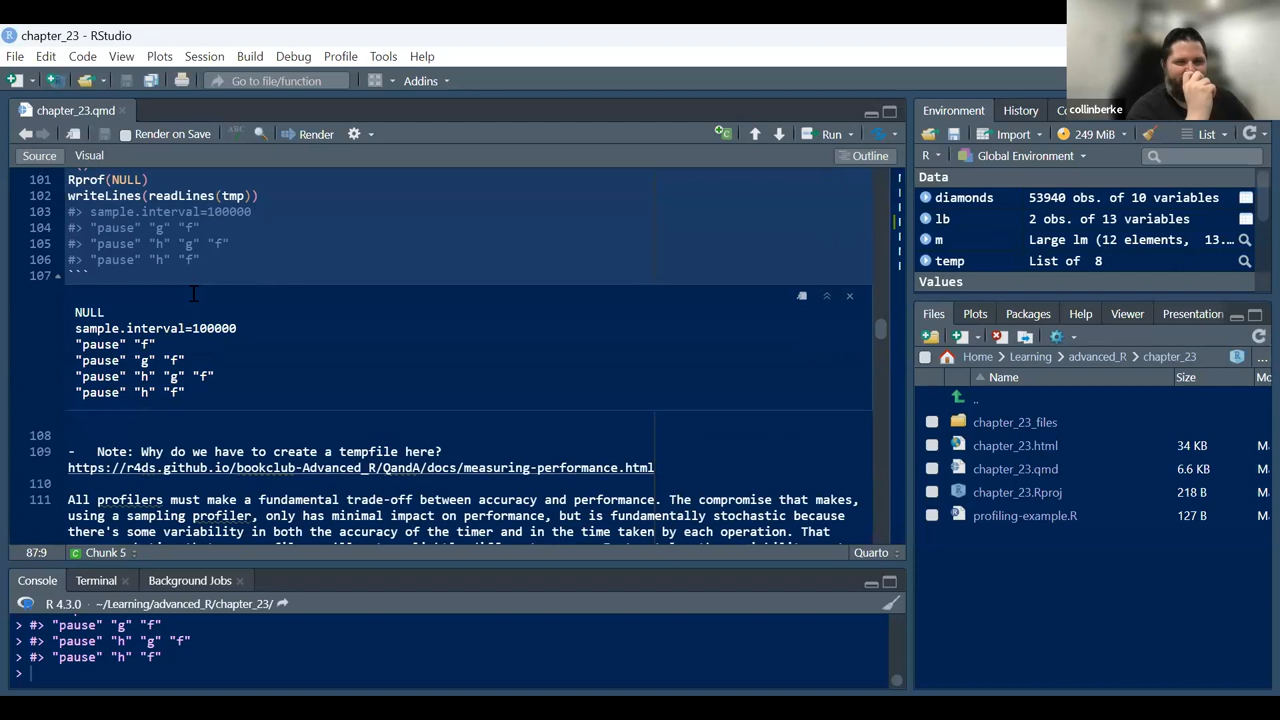 chapter_23 - RStudio
File Edit Code View Plots Session Build Debug Profile Tools Help
Go to file/function
Addins
collinberke
chapter_23.qmd
Render on Save
ABC
Render
Run
Source Visual
Outline
101
Rprof(NULL)
102 writeLines(readLines(tmp))
103 #> sample.interval=100000
104 #> "pause" "g" "f"
105 #> "pause" "h" "g" "f"
106 #> "pause" "h" "f"
107 ```
NULL
sample.interval=100000
"pause" "f"
"pause" "g" "f"
"pause" "h" "g" "f"
"pause" "h" "f"
108
109 - Note: Why do we have to create a tempfile here?
https://r4ds.github.io/bookclub-Advanced_R/QandA/docs/measuring-performance.html
110
111 All profilers must make a fundamental trade-off between accuracy and performance. The compromise that makes,
using a sampling profiler, only has minimal impact on performance, but is fundamentally stochastic because
there's some variability in both the accuracy of the timer and in the time taken by each operation. That
87:9 Chunk 5 Quarto
Console Terminal Background Jobs
R 4.3.0 · ~/Learning/advanced_R/chapter_23/
> #> "pause" "g" "f"
> #> "pause" "h" "g" "f"
> #> "pause" "h" "f"
>
Environment History Co
Import 249 MiB List
R Global Environment
Data
diamonds 53940 obs. of 10 variables
lb 2 obs. of 13 variables
m Large lm (12 elements, 13...
temp List of 8
Values
Files Plots Packages Help Viewer Presentation
Home Learning advanced_R chapter_23 ...
Name Size Mo
..
chapter_23_files
chapter_23.html 34 KB Ma
chapter_23.qmd 6.6 KB Ma
chapter_23.Rproj 218 B Ma
profiling-example.R 127 B Ma